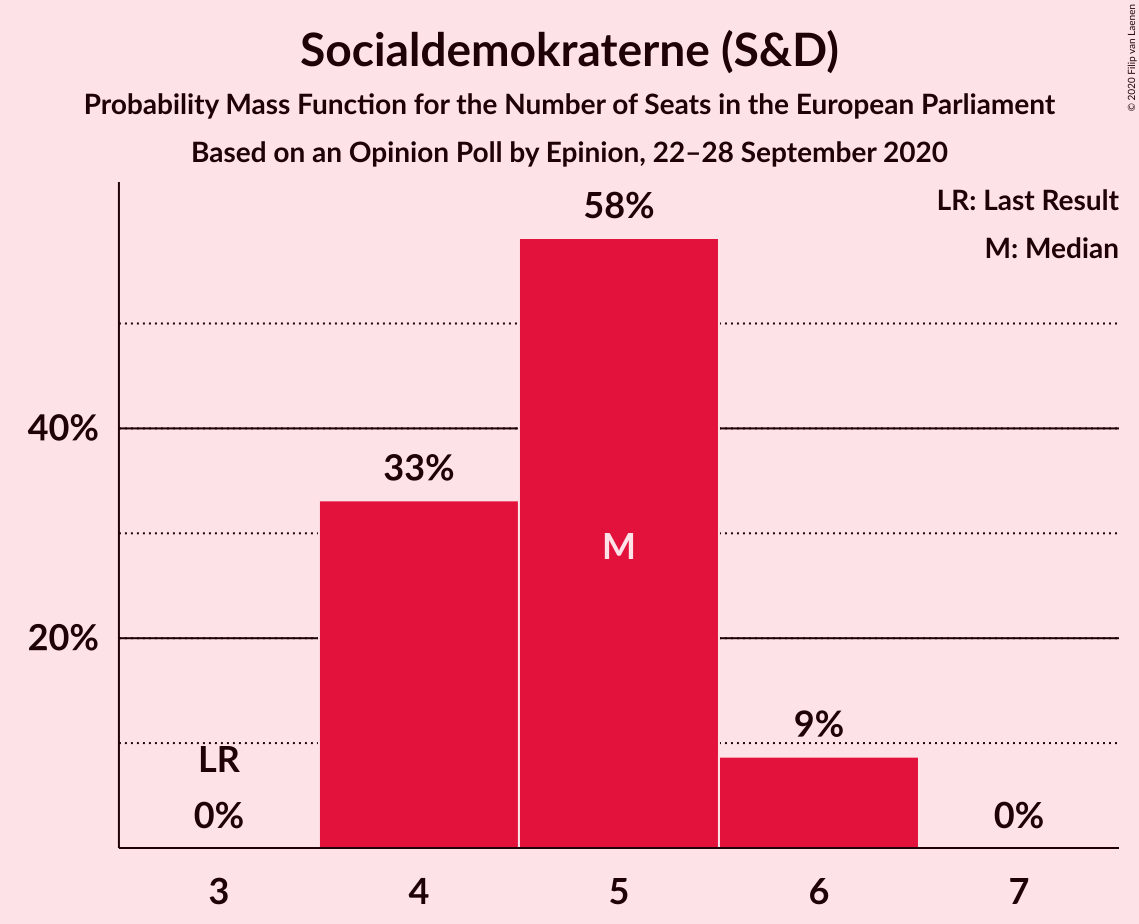 Socialdemokraterne (S&D)
Probability Mass Function for the Number of Seats in the European Parliament
Based on an Opinion Poll by Epinion, 22–28 September 2020
© 2020 Filip van Laenen
LR: Last Result
M: Median
58%
40%
33%
M
20%
9%
LR
0%
0%
3 4 5 6 7